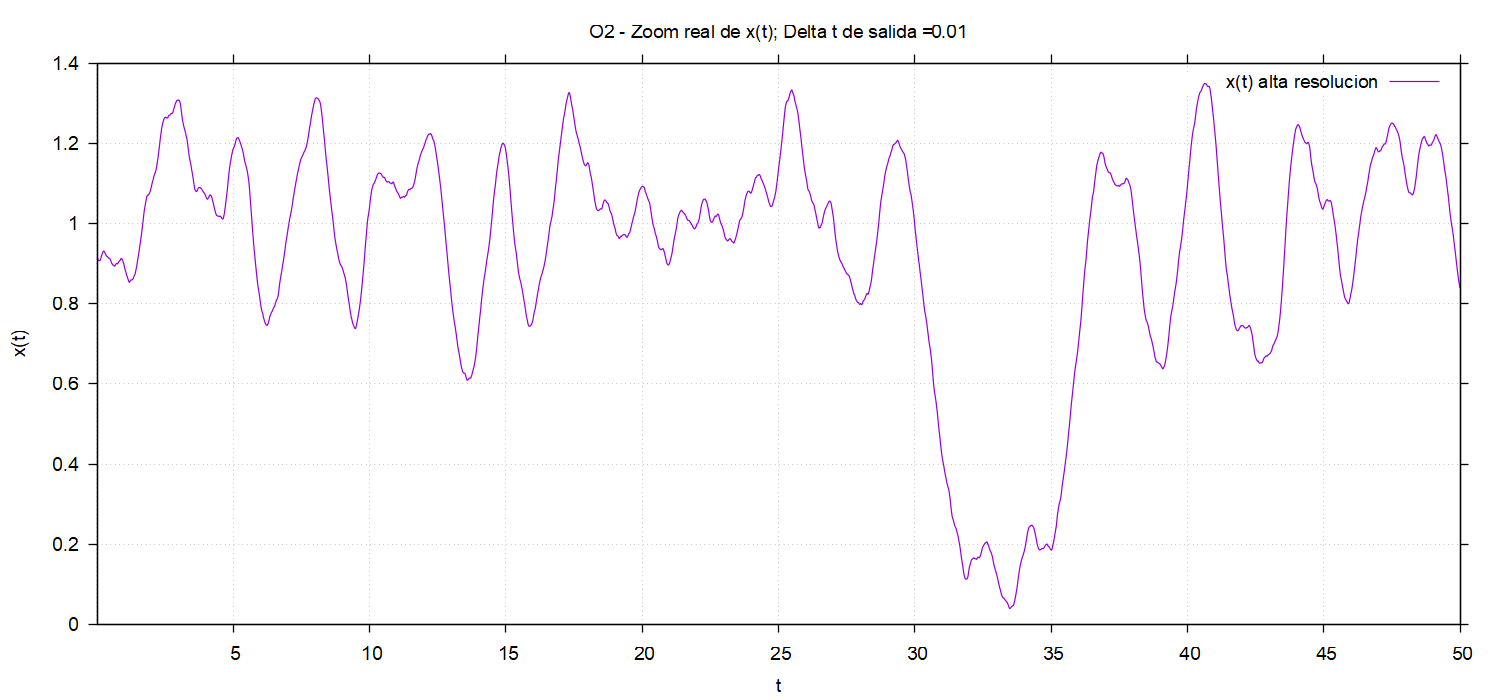 O2 - Zoom real de x(t); Delta t de salida =0.01
x(t) alta resolucion
1.4
1.2
1
0.8
0.6
0.4
0.2
0
x(t)
5 10 15 20 25 30 35 40 45 50
t